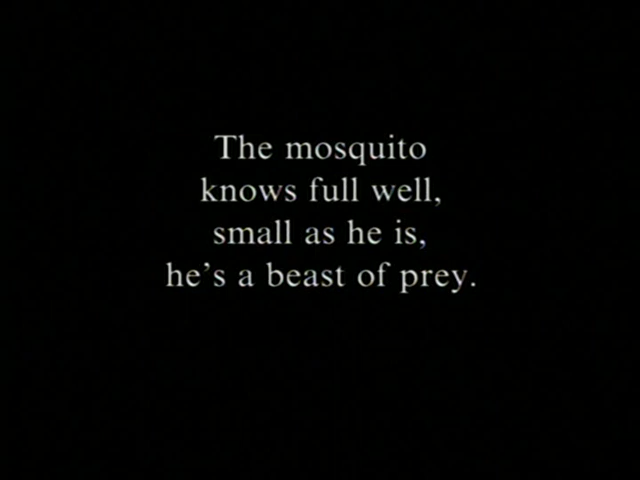 The mosquito
knows full well,
small as he is,
he’s a beast of prey.